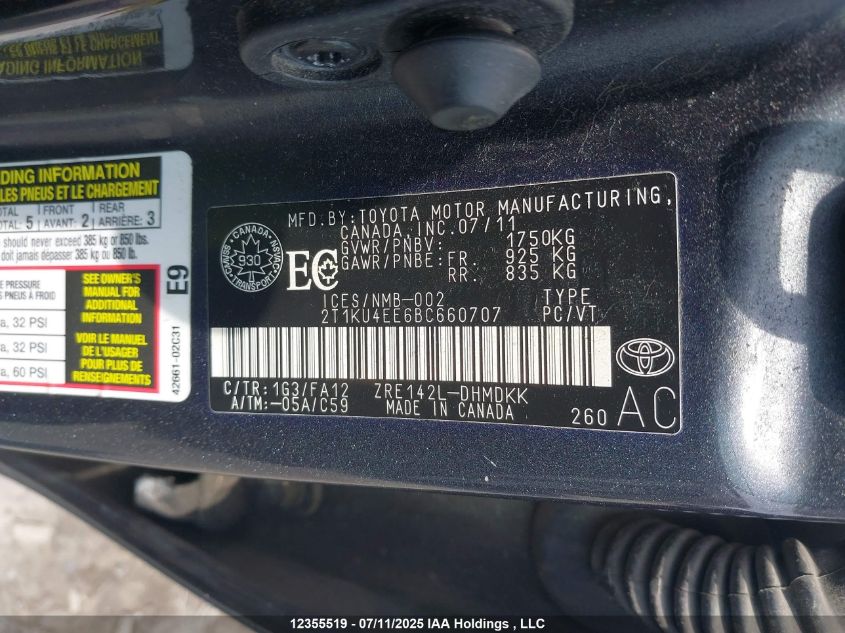 DING INFORMATION
LES PNEUS ET LE CHARGEMENT
OTAL 5 FRONT 2 REAR 3
TOTAL: AVANT: ARRIÈRE:
should never exceed 385 kg or 850 lbs.
doit jamais dépasser 385 kg ou 850 lb.
E PRESSURE
S PNEUS À FROID
a, 32 PSI
a, 32 PSI
a, 60 PSI
SEE OWNER'S
MANUAL FOR
ADDITIONAL
INFORMATION
VOIR LE MANUEL
DE L'USAGER
POUR PLUS DE
RENSEIGNEMENTS
E9
42661-02C31
CANADA
930
TRANSPORT
EC
MFD.BY:TOYOTA MOTOR MANUFACTURING,
CANADA, INC.07/11
GVWR/PNBV: 1750KG
GAWR/PNBE:FR. 925 KG
RR. 835 KG
ICES/NMB-002 TYPE
2T1KU4EE6BC660707 PC/VT
C/TR:1G3/FA12 ZRE142L-DHMDKK
A/TM:-05A/C59 MADE IN CANADA
260 AC
12355519 - 07/11/2025 IAA Holdings , LLC